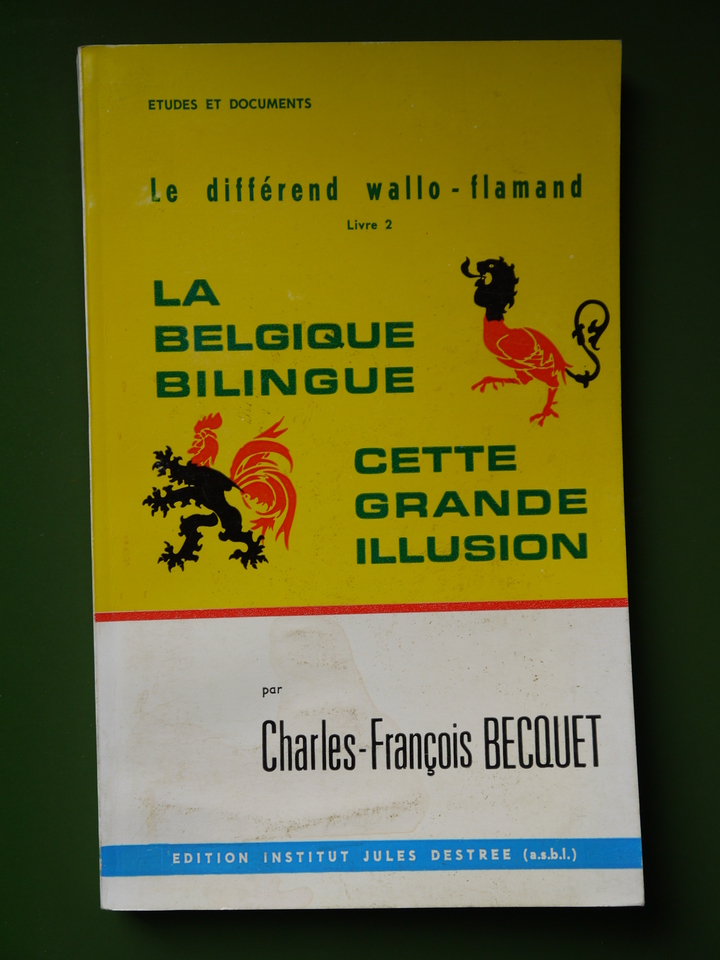 ETUDES ET DOCUMENTS
Le différend wallo-flamand
Livre 2
LA
BELGIQUE
BILINGUE
CETTE
GRANDE
ILLUSION
par
Charles-François BECQUET
EDITION INSTITUT JULES DESTREE (a.s.b.l.)